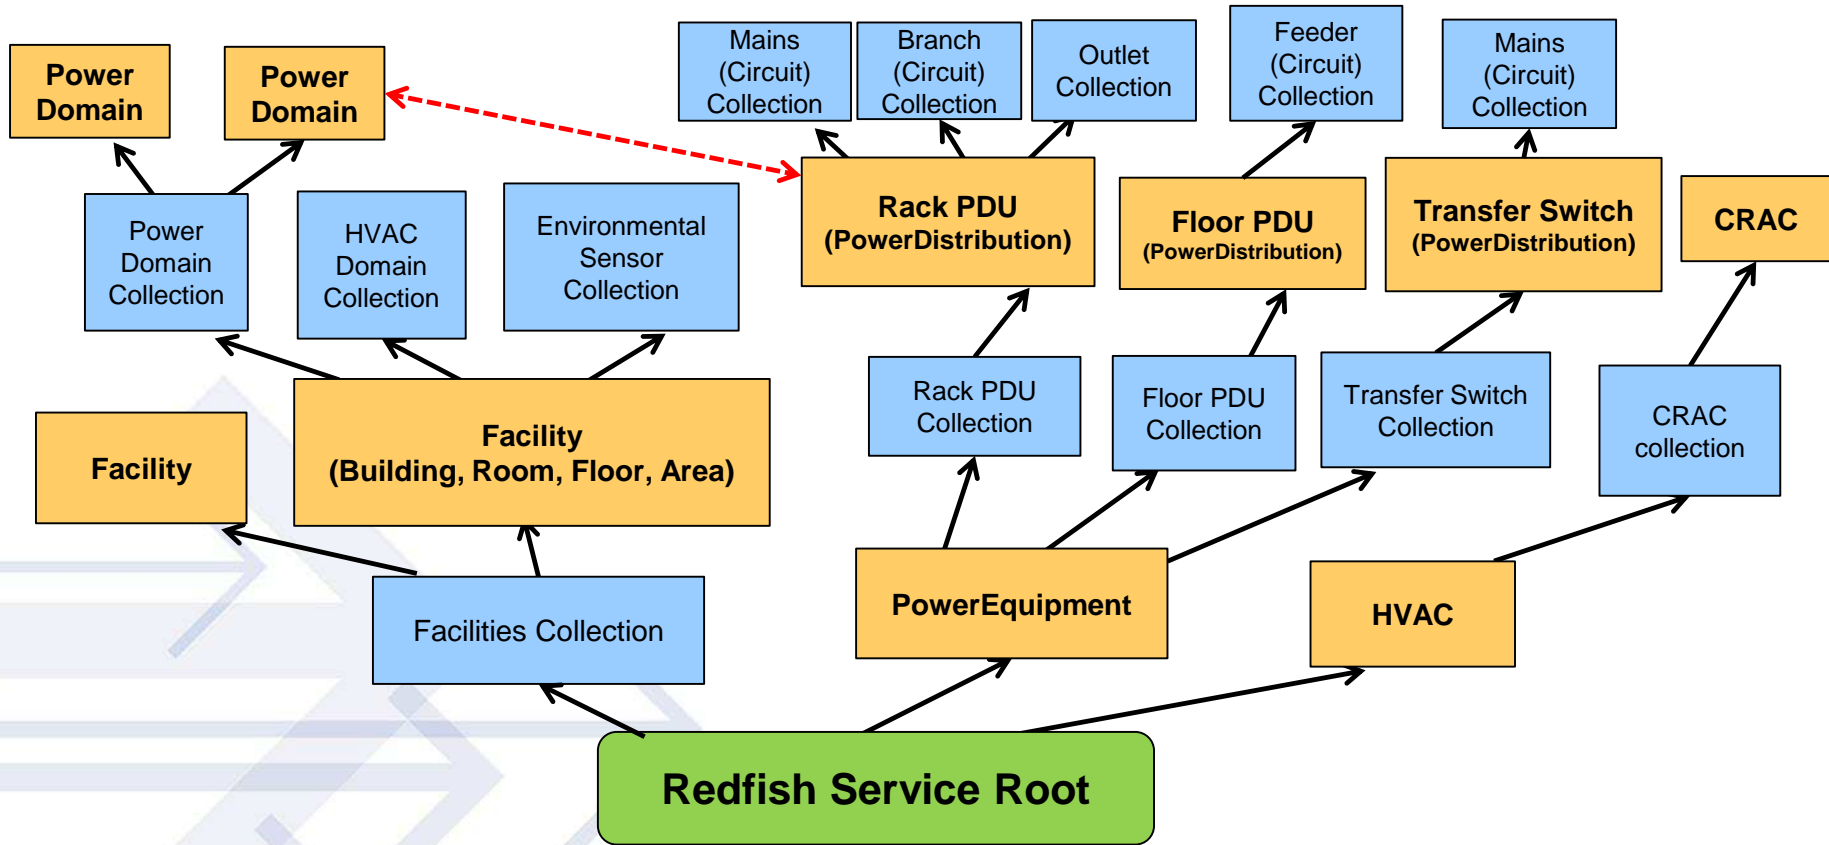 Power
Domain
Power
Domain
Mains
(Circuit)
Collection
Branch
(Circuit)
Collection
Outlet
Collection
Feeder
(Circuit)
Collection
Mains
(Circuit)
Collection
Power
Domain
Collection
HVAC
Domain
Collection
Environmental
Sensor
Collection
Rack PDU
(PowerDistribution)
Floor PDU
(PowerDistribution)
Transfer Switch
(PowerDistribution)
CRAC
Facility
Facility
(Building, Room, Floor, Area)
Rack PDU
Collection
Floor PDU
Collection
Transfer Switch
Collection
CRAC
collection
Facilities Collection
PowerEquipment
HVAC
Redfish Service Root